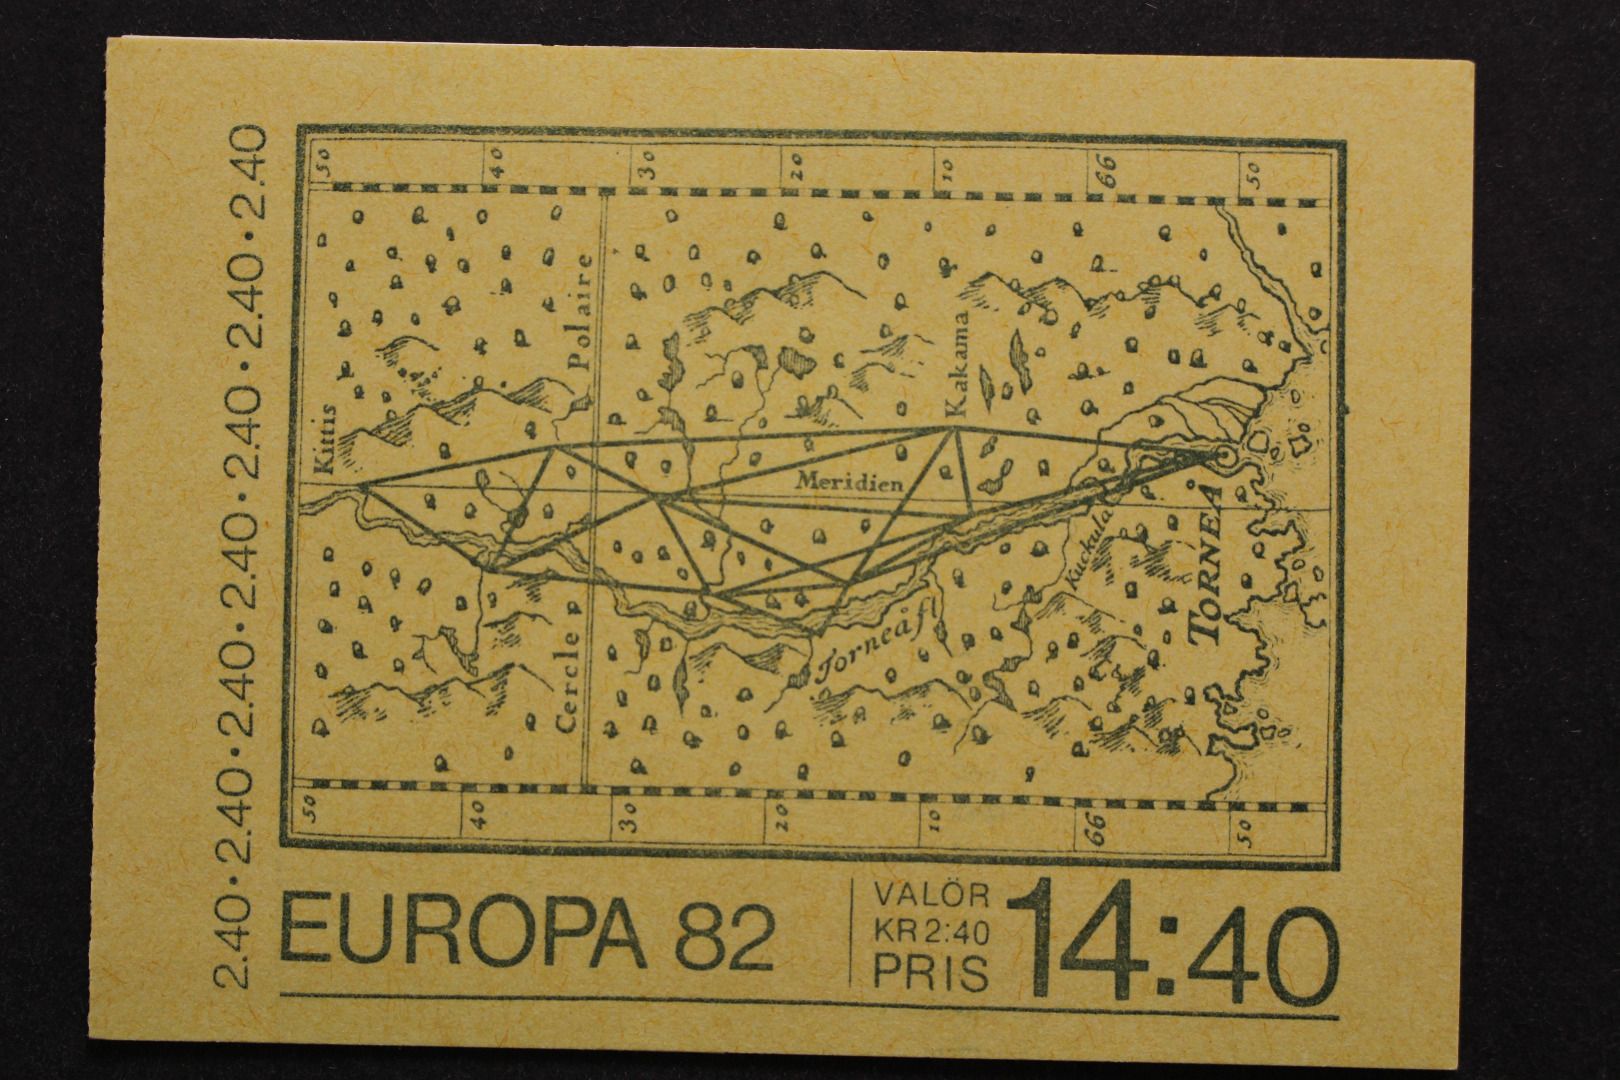 2.40•2.40•2.40•2.40•2.40•2.40•2.40
50 40 30 20 10 66 50
Kittis
Cercle Polaire
Kakama
Meridien
Kuckula
Torneå fl
TORNEA
50 40 30 20 10 66 50
EUROPA 82
VALÖR
KR 2:40
PRIS
14:40